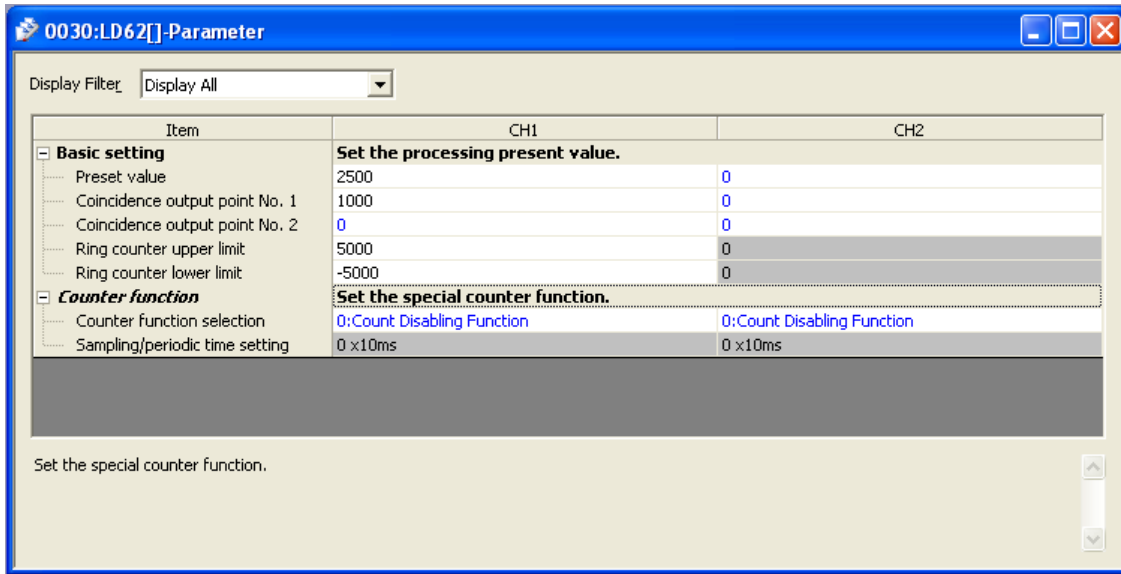 0030:LD62[]-Parameter
Display Filter Display All
Item CH1 CH2
Basic setting Set the processing present value.
Preset value 2500 0
Coincidence output point No. 1 1000 0
Coincidence output point No. 2 0 0
Ring counter upper limit 5000 0
Ring counter lower limit -5000 0
Counter function Set the special counter function.
Counter function selection 0:Count Disabling Function 0:Count Disabling Function
Sampling/periodic time setting 0 x10ms 0 x10ms
Set the special counter function.